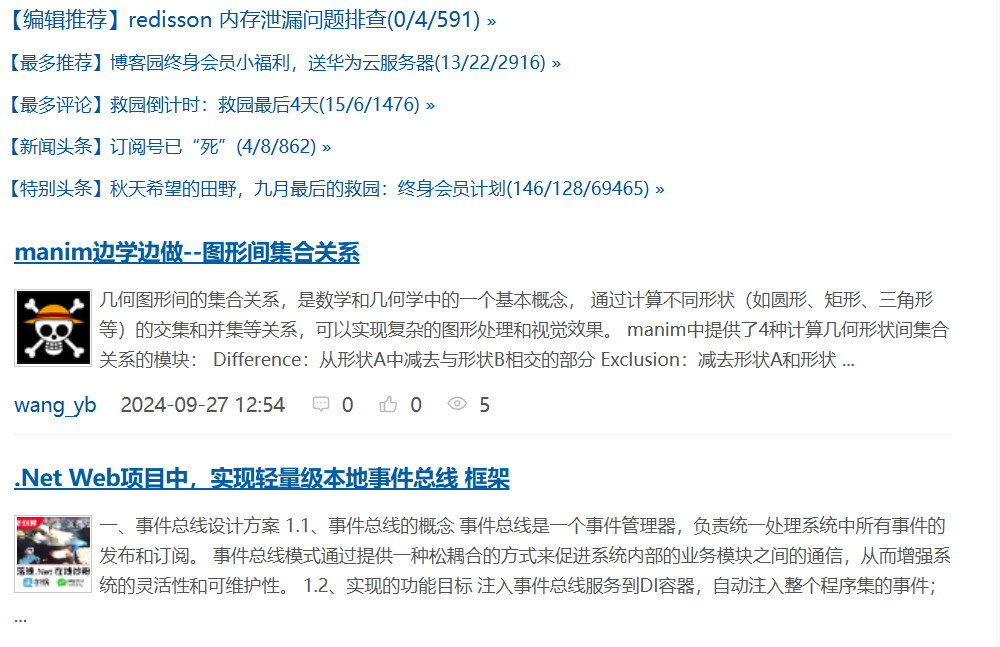 【编辑推荐】redisson 内存泄漏问题排查(0/4/591) »
【最多推荐】博客园终身会员小福利，送华为云服务器(13/22/2916) »
【最多评论】救园倒计时：救园最后4天(15/6/1476) »
【新闻头条】订阅号已“死”(4/8/862) »
【特别头条】秋天希望的田野，九月最后的救园：终身会员计划(146/128/69465) »
manim边学边做--图形间集合关系
几何图形间的集合关系，是数学和几何学中的一个基本概念， 通过计算不同形状（如圆形、矩形、三角形
等）的交集和并集等关系，可以实现复杂的图形处理和视觉效果。 manim中提供了4种计算几何形状间集合
关系的模块： Difference：从形状A中减去与形状B相交的部分 Exclusion：减去形状A和形状 ...
wang_yb 2024-09-27 12:54 0 0 5
.Net Web项目中，实现轻量级本地事件总线 框架
一、事件总线设计方案 1.1、事件总线的概念 事件总线是一个事件管理器，负责统一处理系统中所有事件的
发布和订阅。 事件总线模式通过提供一种松耦合的方式来促进系统内部的业务模块之间的通信，从而增强系
统的灵活性和可维护性。 1.2、实现的功能目标 注入事件总线服务到DI容器，自动注入整个程序集的事件；
...